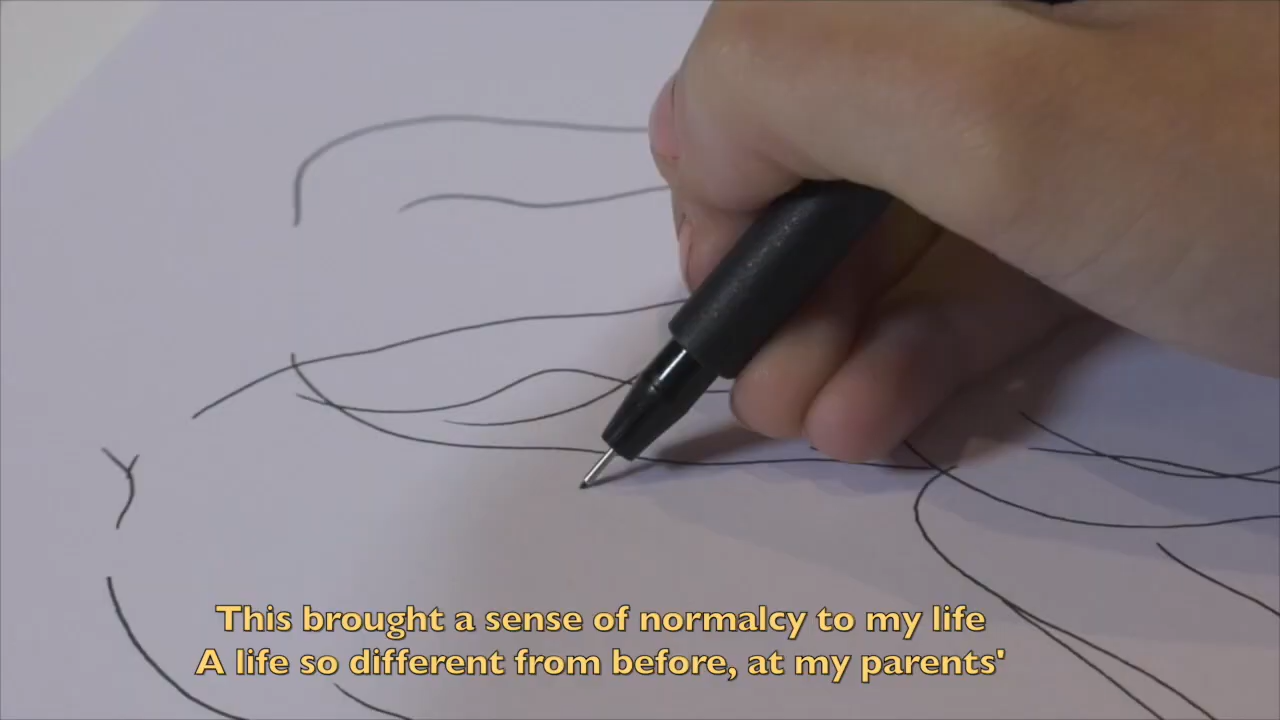 This brought a sense of normalcy to my life
A life so different from before, at my parents'